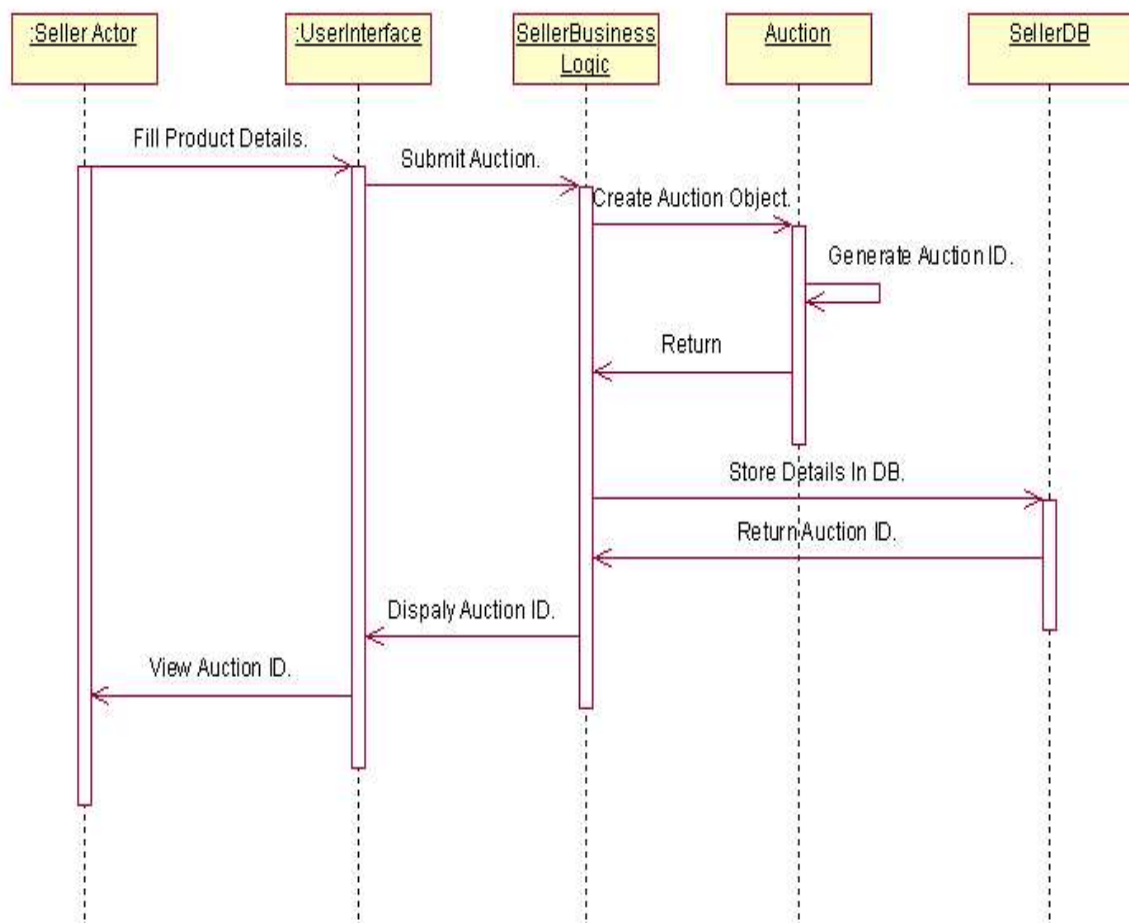 :Seller Actor
:UserInterface
SellerBusiness
Logic
Auction
SellerDB
Fill Product Details.
Submit Auction.
Create Auction Object.
Generate Auction ID.
Return
Store Details In DB.
Return Auction ID.
Dispaly Auction ID.
View Auction ID.